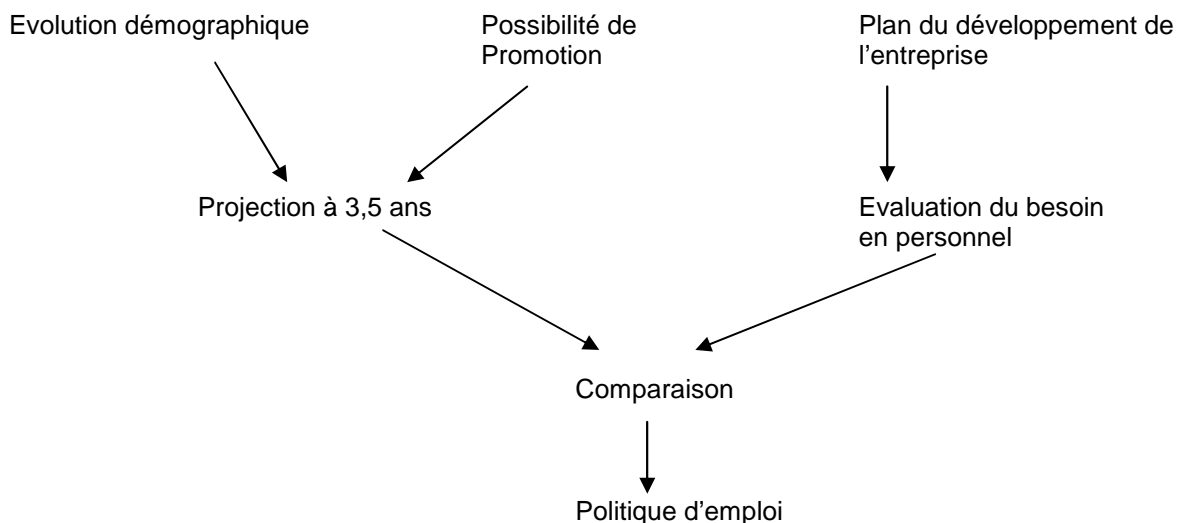 Evolution démographique
Possibilité de
Promotion
Plan du développement de
l'entreprise
Projection à 3,5 ans
Evaluation du besoin
en personnel
Comparaison
Politique d'emploi